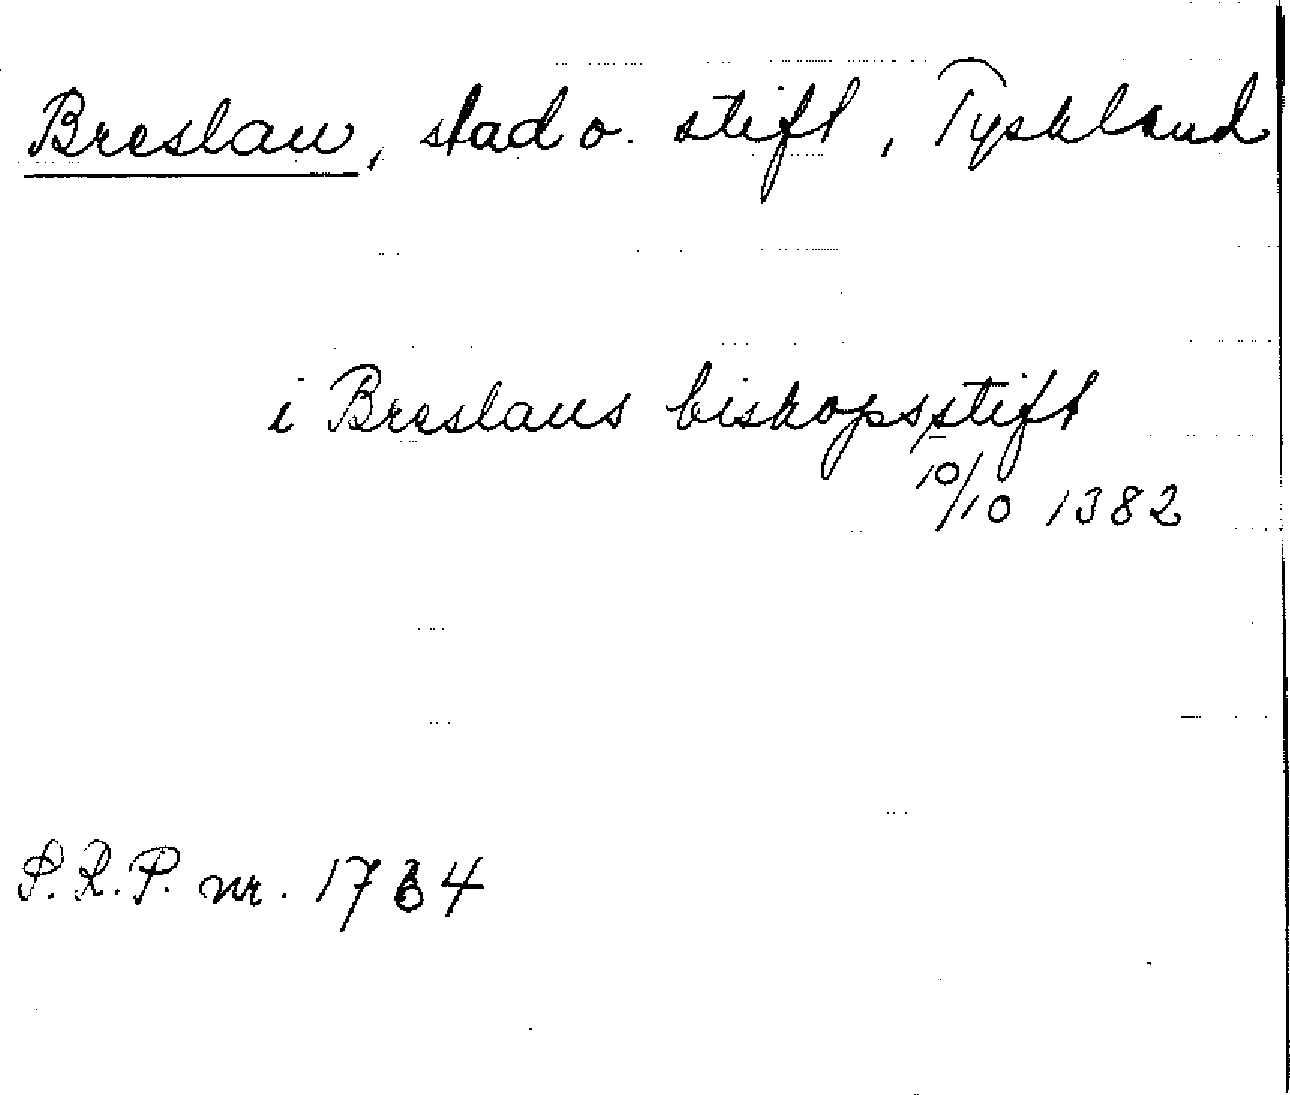 Breslau, stad o. stift, Tyskland
i Breslaus biskopsstift
10/10 1382
S.R.P. nr. 1764